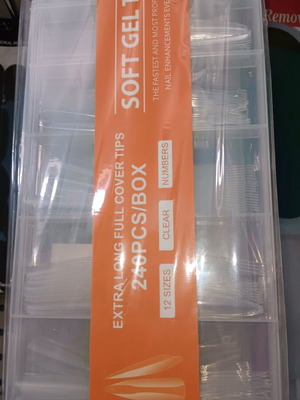 SOFT GEL T
THE FASTEST AND MOST PROF
NAIL ENHANCEMENTS EVE
EXTRA LONG FULL COVER TIPS
240PCS/BOX
12 SIZES
CLEAR
NUMBERS
Remov